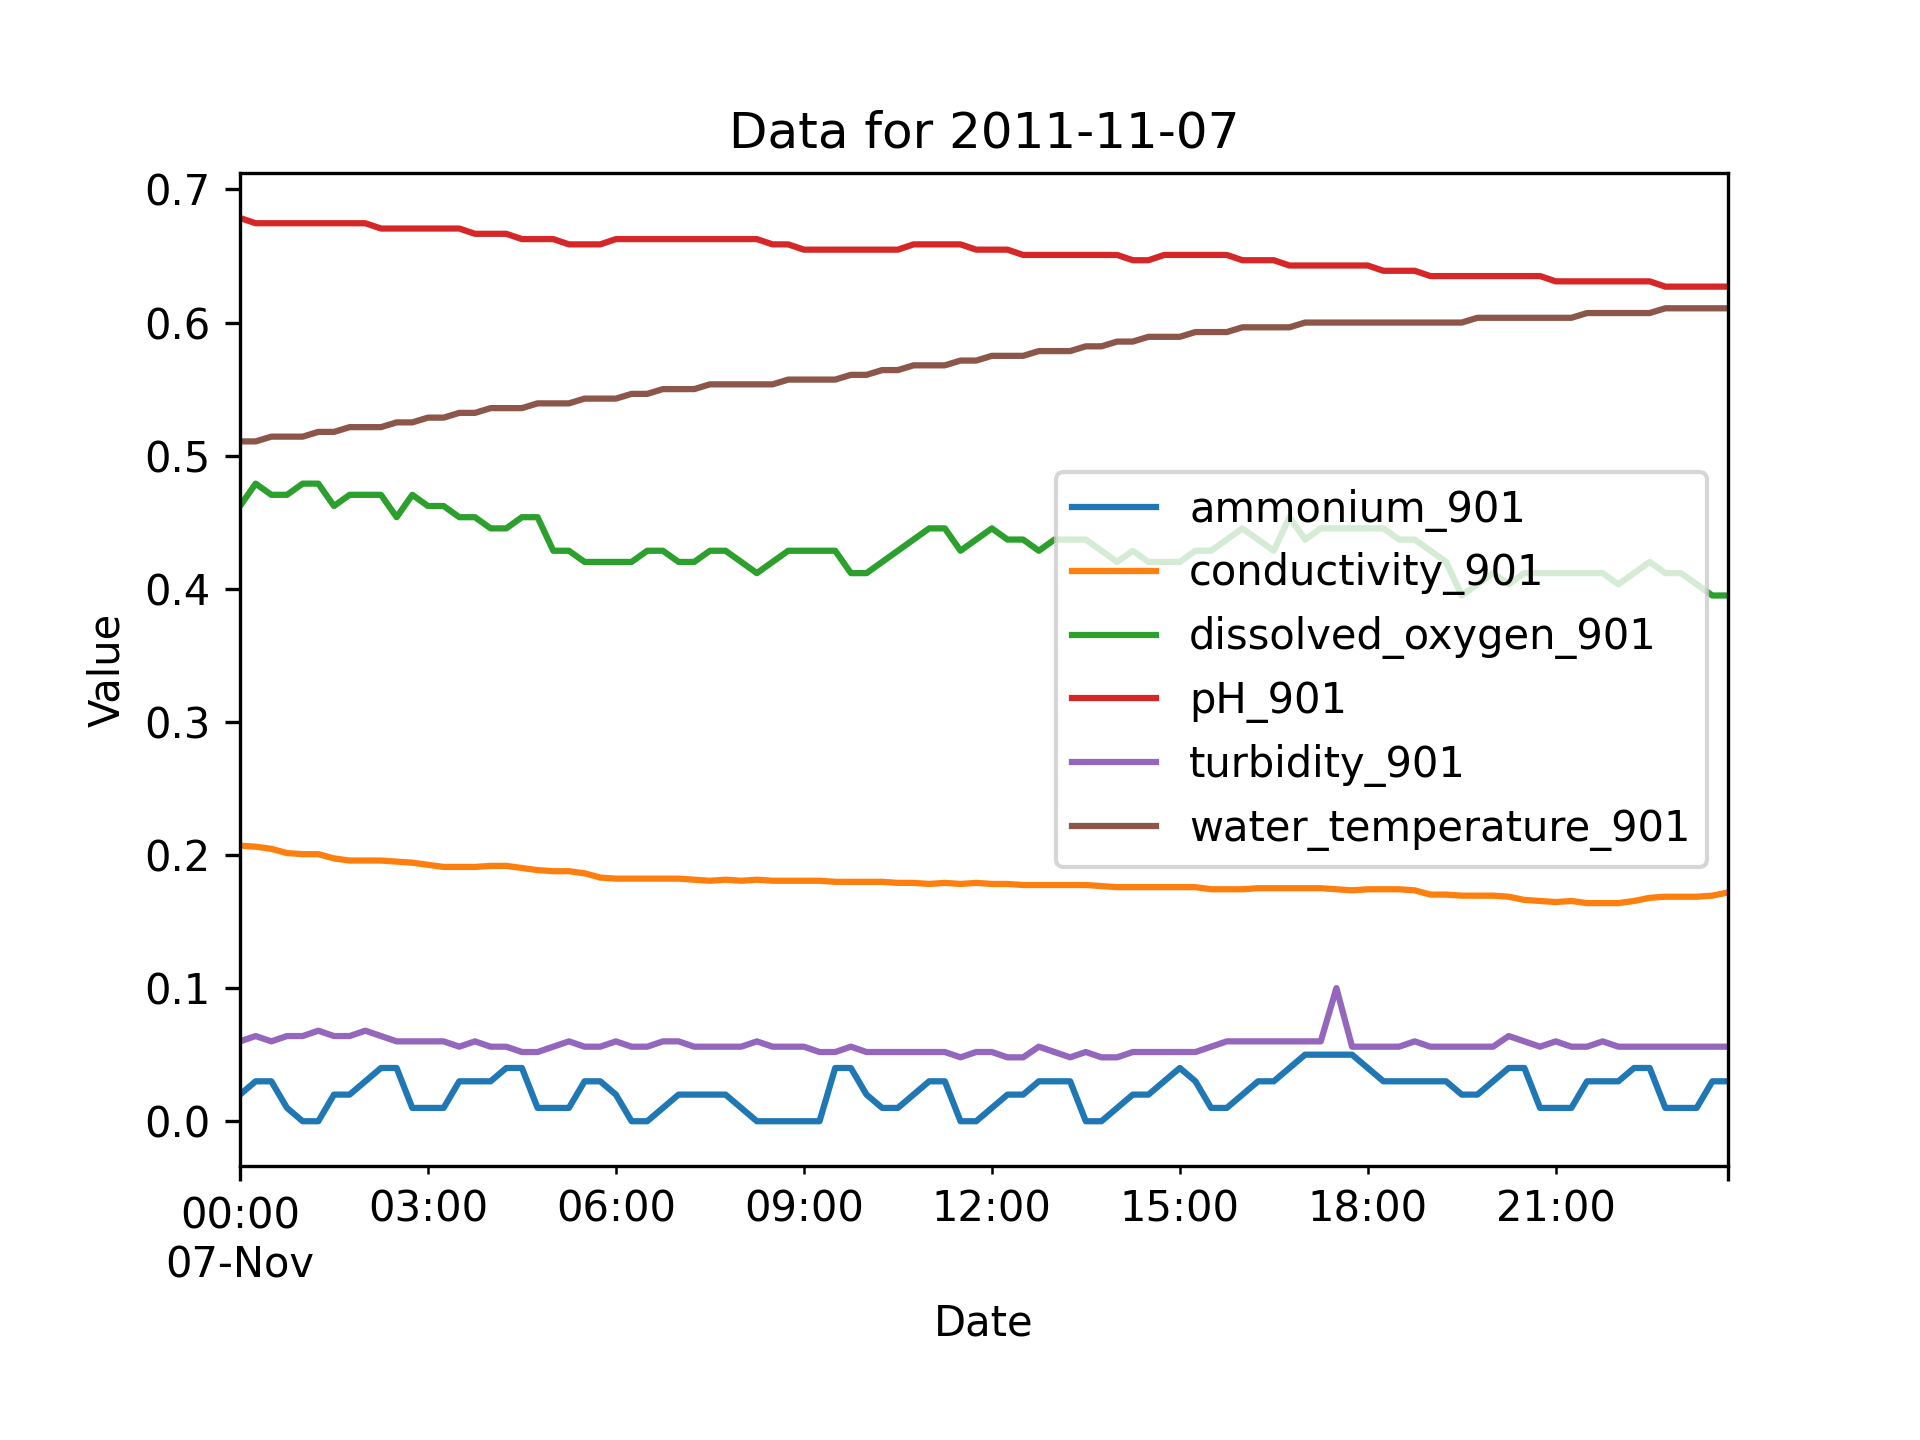 Data for 2011-11-07
0.7
0.6
0.5
0.4
0.3
0.2
0.1
0.0
Value
ammonium_901
conductivity_901
dissolved_oxygen_901
pH_901
turbidity_901
water_temperature_901
00:00 03:00 06:00 09:00 12:00 15:00 18:00 21:00
07-Nov
Date